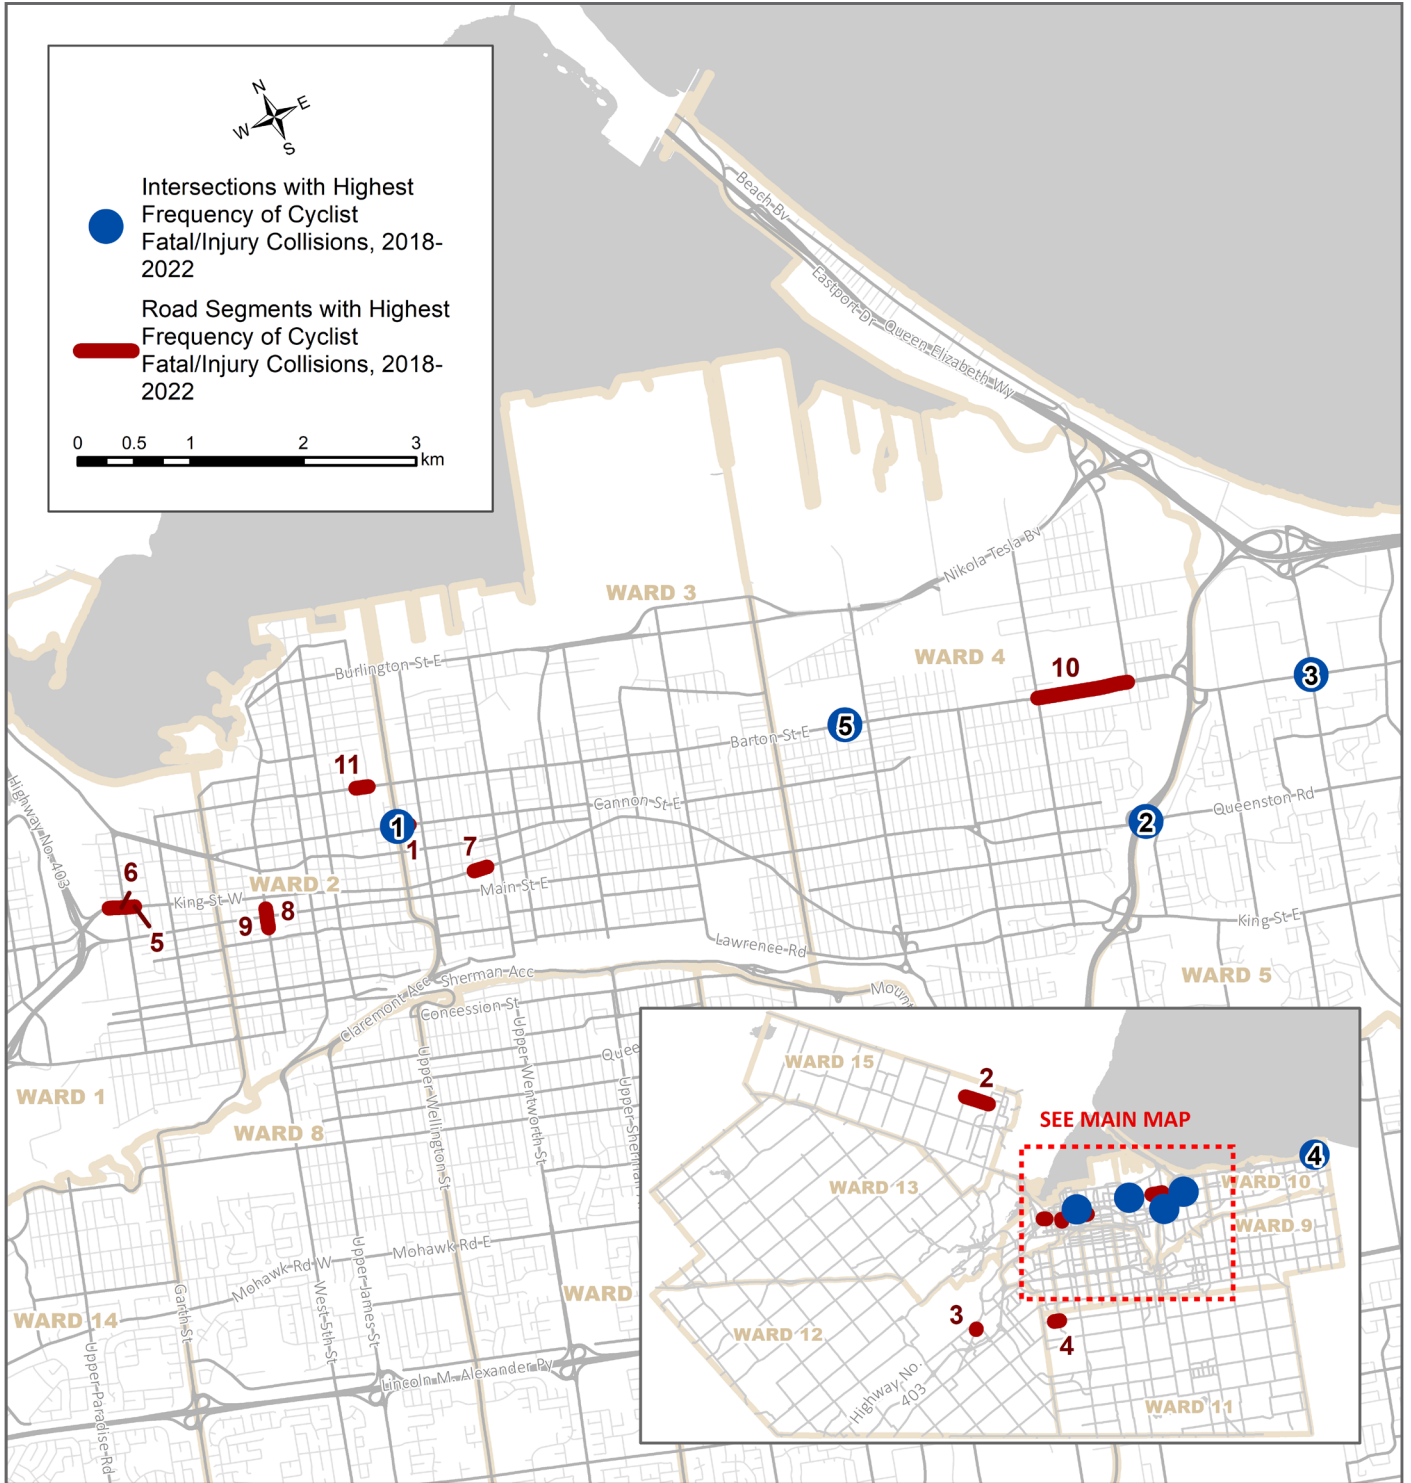 N
E
W
S
Intersections with Highest
Frequency of Cyclist
Fatal/Injury Collisions, 2018-
2022
Road Segments with Highest
Frequency of Cyclist
Fatal/Injury Collisions, 2018-
2022
0 0.5 1 2 3
km
Beach Bv
Eastport Dr
Queen Elizabeth Wy
Nikola Tesla Bv
WARD 3
WARD 4
Burlington St E
10
3
5
Barton St E
11
Cannon St E
Queenston Rd
2
1
1
7
Highway No. 403
6
WARD 2
King St W
Main St E
8
9
5
King St E
Lawrence Rd
WARD 5
Sherman Acc
Claremont Acc
Concession St
Mount
Quee
WARD 1
WARD 8
Upper Wellington St
Upper Wentworth St
Upper Sherman
Mohawk Rd E
Mohawk Rd W
Upper James St
West 5th St
Garth St
WARD
WARD 14
Upper Paradise Rd
Lincoln M. Alexander Py
WARD 15
2
SEE MAIN MAP
4
WARD 13
WARD 10
WARD 9
3
WARD 12
4
Highway No.
403
WARD 11